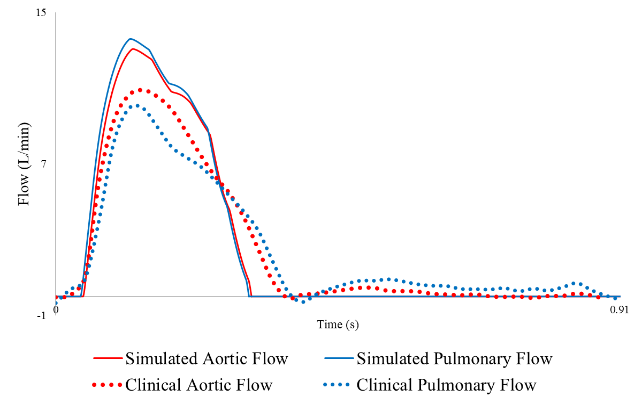 15
Flow (L/min)
7
-1
0
0.91
Time (s)
Simulated Aortic Flow
Simulated Pulmonary Flow
Clinical Aortic Flow
Clinical Pulmonary Flow